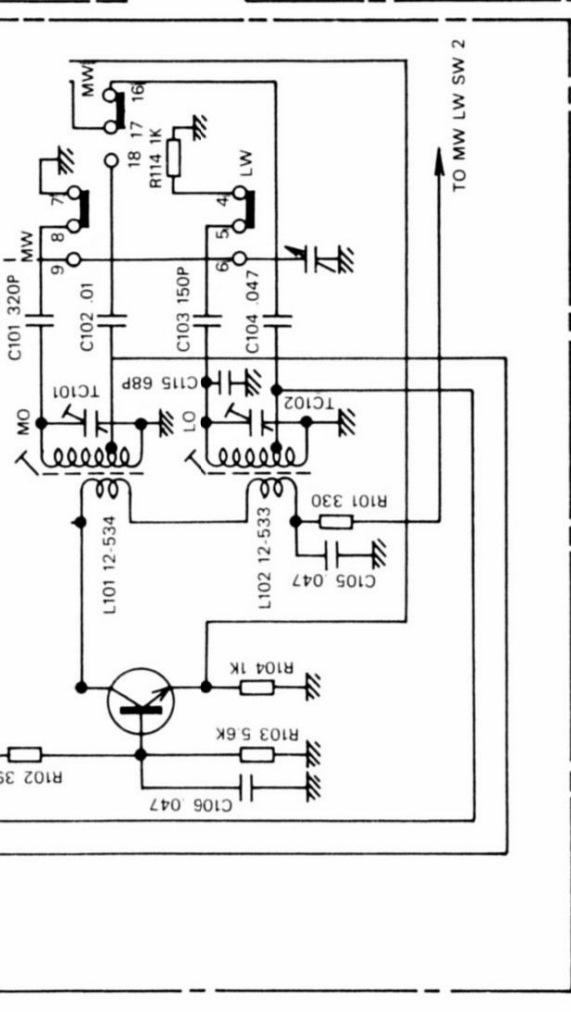 TO MW LW SW 2
MW
16
17
18
R114 1K
7
8
9
MW
LW
4
5
6
C101 320P
C102 .01
C103 150P
C104 .047
C115 68P
MO
TC101
LO
TC102
L101 12-534
L102 12-533
R101 330
C105 .047
R104 1K
R103 5.6K
C106 .047
R102